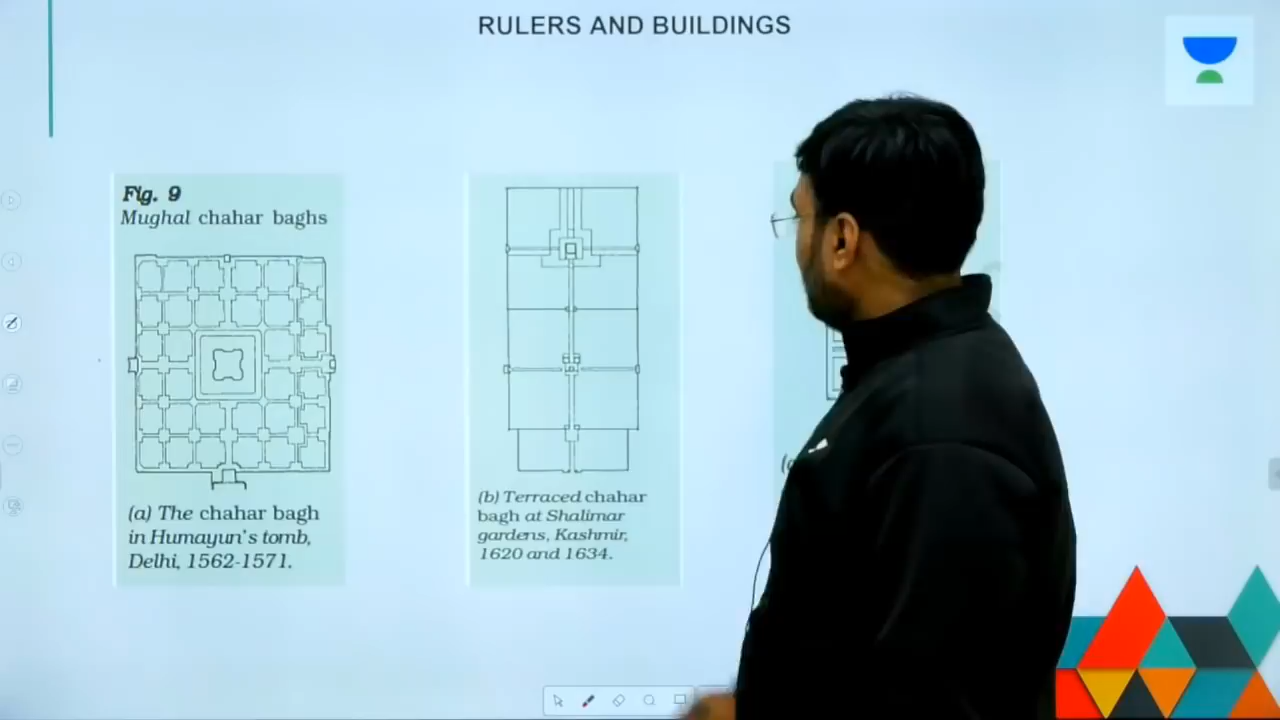 RULERS AND BUILDINGS
Fig. 9
Mughal chahar baghs
(a) The chahar bagh
in Humayun's tomb,
Delhi, 1562-1571.
(b) Terraced chahar
bagh at Shalimar
gardens, Kashmir,
1620 and 1634.